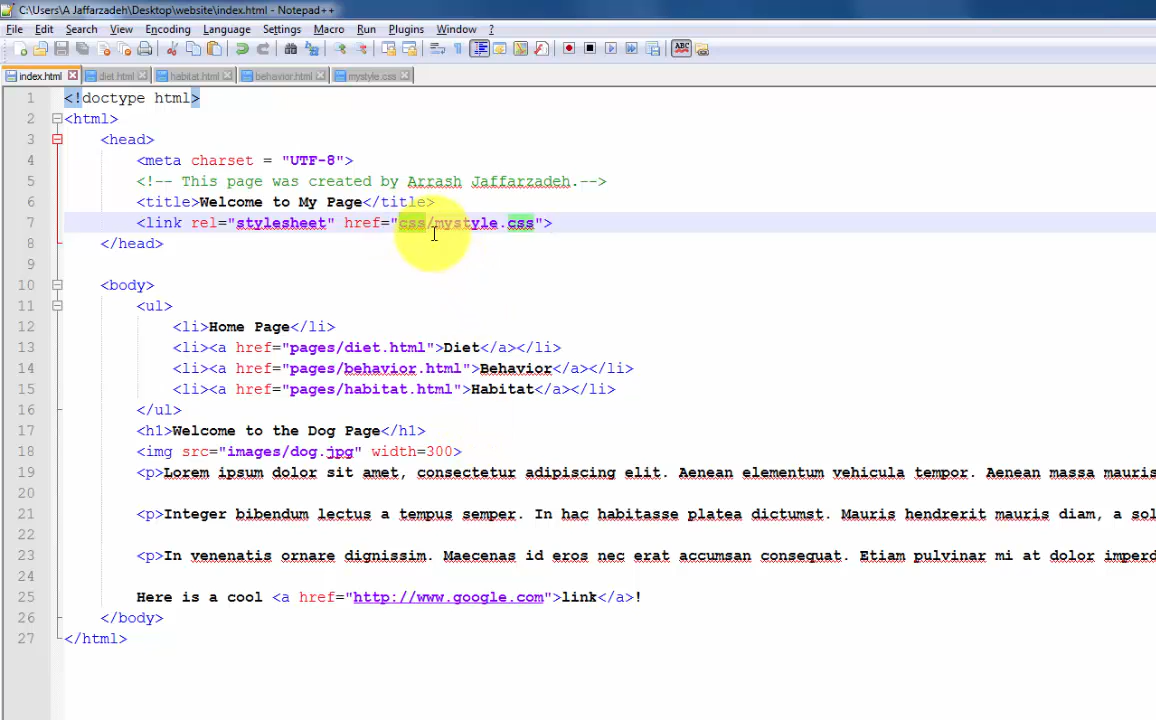 C:\Users\A Jaffarzadeh\Desktop\website\index.html - Notepad++
File Edit Search View Encoding Language Settings Macro Run Plugins Window ?
index.html diet.html habitat.html behavior.html mystyle.css
1 <!doctype html>
2 <html>
3 <head>
4 <meta charset = "UTF-8">
5 <!-- This page was created by Arrash Jaffarzadeh.-->
6 <title>Welcome to My Page</title>
7 <link rel="stylesheet" href="css/mystyle.css">
8 </head>
9
10 <body>
11 <ul>
12 <li>Home Page</li>
13 <li><a href="pages/diet.html">Diet</a></li>
14 <li><a href="pages/behavior.html">Behavior</a></li>
15 <li><a href="pages/habitat.html">Habitat</a></li>
16 </ul>
17 <h1>Welcome to the Dog Page</h1>
18 <img src="images/dog.jpg" width=300>
19 <p>Lorem ipsum dolor sit amet, consectetur adipiscing elit. Aenean elementum vehicula tempor. Aenean massa mauris
20
21 <p>Integer bibendum lectus a tempus semper. In hac habitasse platea dictumst. Mauris hendrerit mauris diam, a sol
22
23 <p>In venenatis ornare dignissim. Maecenas id eros nec erat accumsan consequat. Etiam pulvinar mi at dolor imperd
24
25 Here is a cool <a href="http://www.google.com">link</a>!
26 </body>
27 </html>